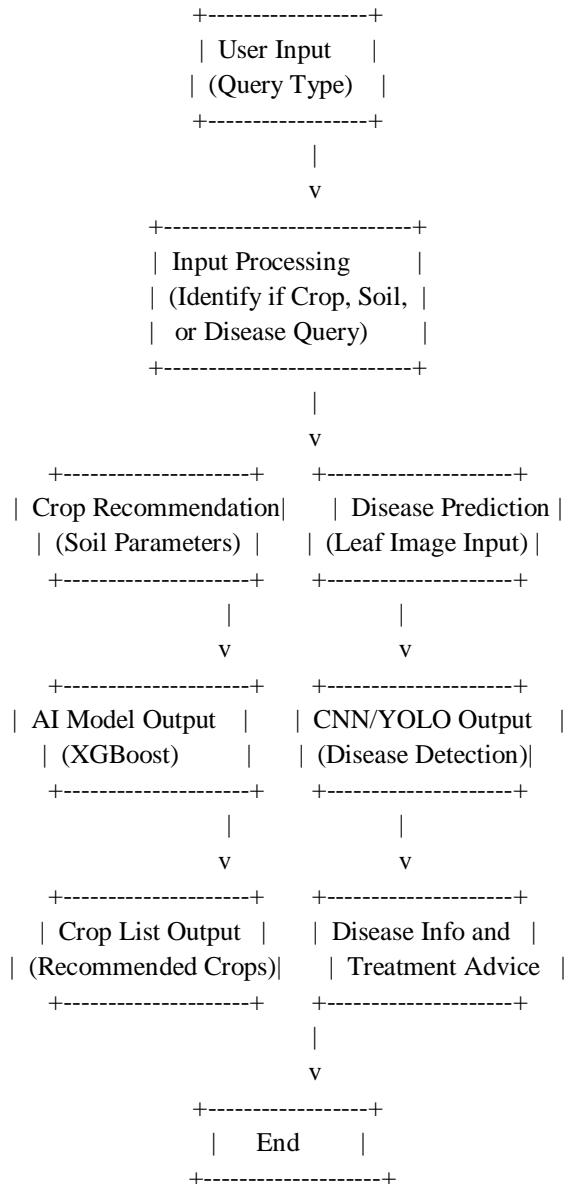 +------------------+
| User Input |
| (Query Type) |
+------------------+
|
v
+----------------------------+
| Input Processing |
| (Identify if Crop, Soil, |
| or Disease Query) |
+----------------------------+
|
v
+---------------------+ +---------------------+
| Crop Recommendation| | Disease Prediction |
| (Soil Parameters) | | (Leaf Image Input) |
+---------------------+ +---------------------+
| |
v v
+---------------------+ +---------------------+
| AI Model Output | | CNN/YOLO Output |
| (XGBoost) | | (Disease Detection)|
+---------------------+ +---------------------+
| |
v v
+---------------------+ +---------------------+
| Crop List Output | | Disease Info and |
| (Recommended Crops)| | Treatment Advice |
+---------------------+ +---------------------+
|
v
+------------------+
| End |
+--------------------+